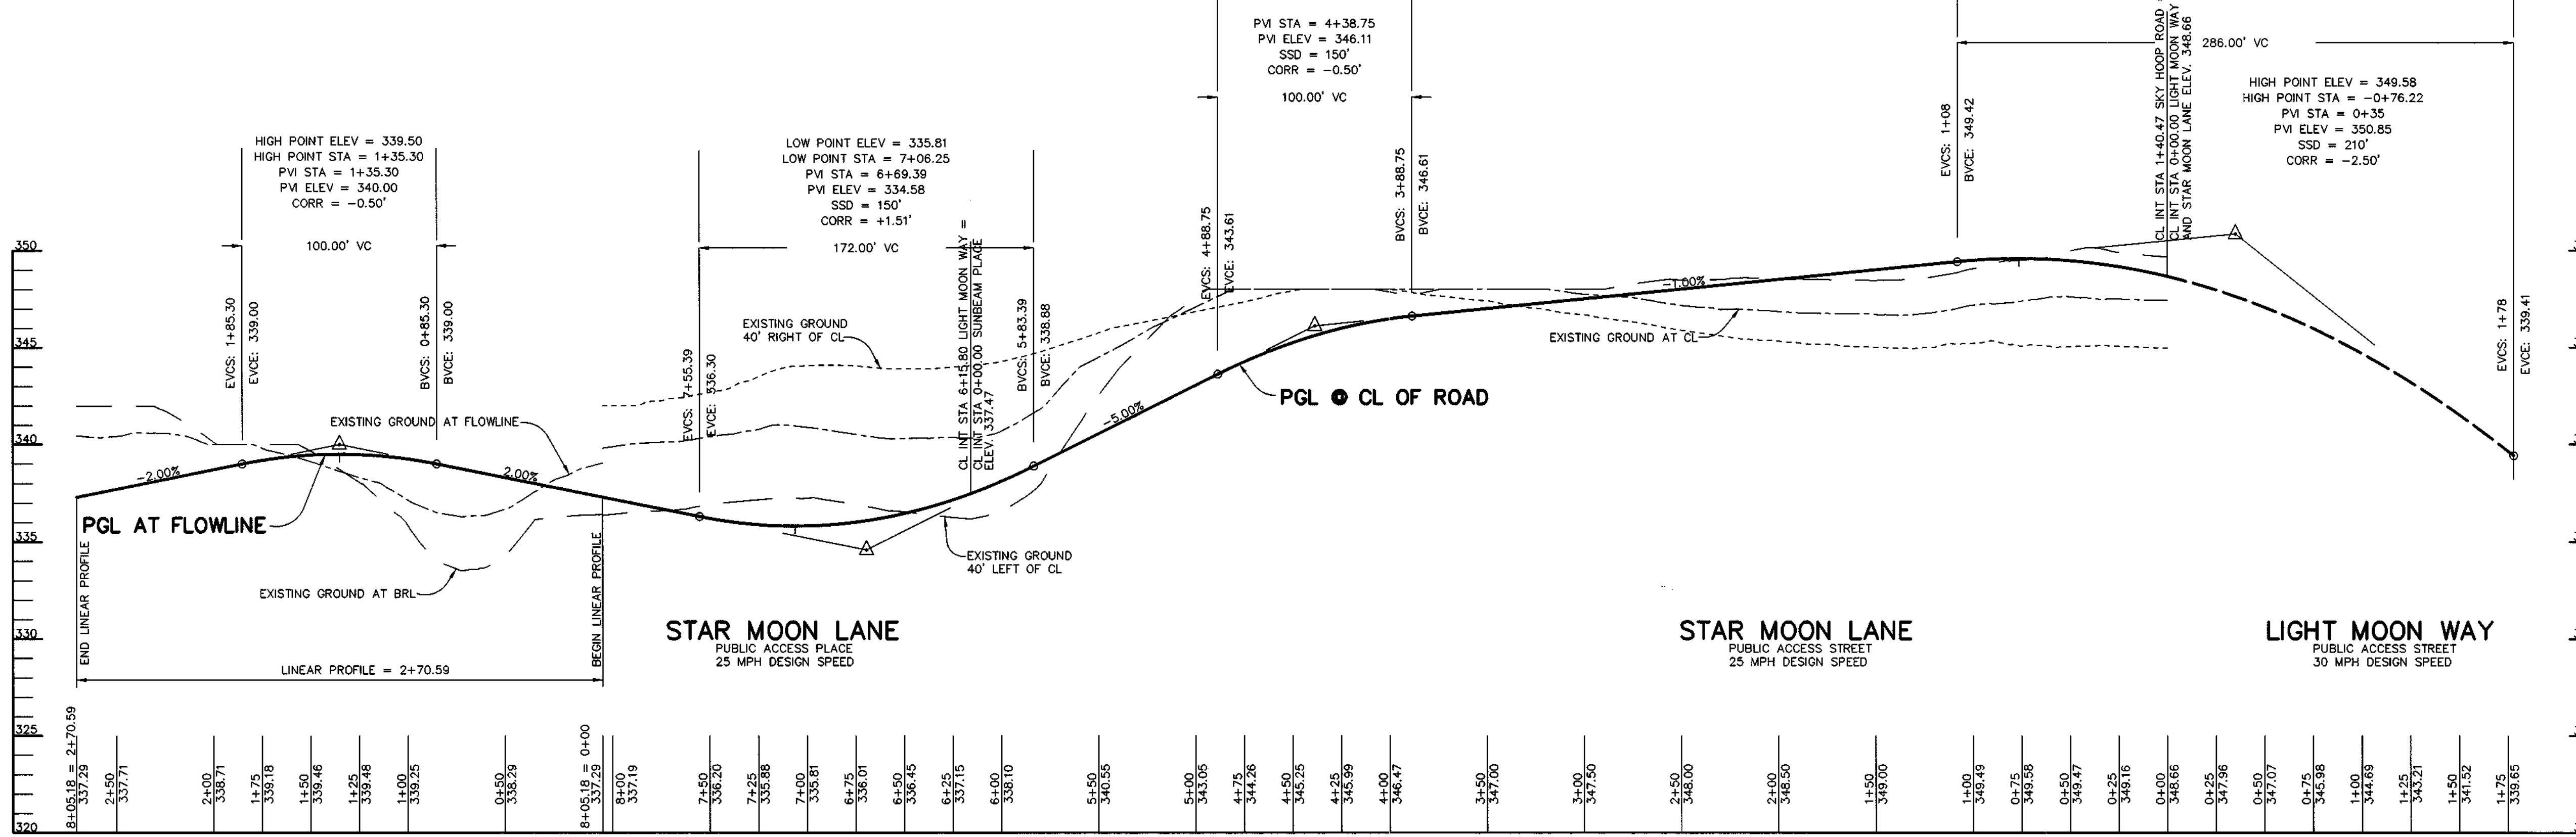 PVI STA = 4+38.75
PVI ELEV = 346.11
SSD = 150'
CORR = -0.50'
100.00' VC
286.00' VC
HIGH POINT ELEV = 349.58
HIGH POINT STA = -0+76.22
PVI STA = 0+35
PVI ELEV = 350.85
SSD = 210'
CORR = -2.50'
HIGH POINT ELEV = 339.50
HIGH POINT STA = 1+35.30
PVI STA = 1+35.30
PVI ELEV = 340.00
CORR = -0.50'
100.00' VC
LOW POINT ELEV = 335.81
LOW POINT STA = 7+06.25
PVI STA = 6+69.39
PVI ELEV = 334.58
SSD = 150'
CORR = +1.51'
172.00' VC
EVCS: 1+85.30
EVCE: 339.00
BVCS: 0+85.30
BVCE: 339.00
EVCS: 7+55.39
EVCE: 336.30
CL INT STA 6+15.80 LIGHT MOON WAY =
CL INT STA 0+00.00 SUNBEAM PLACE
ELEV. 337.47
BVCS: 5+83.39
BVCE: 338.88
EVCS: 4+88.75
EVCE: 343.61
BVCS: 3+88.75
BVCE: 346.61
EVCS: 1+08
BVCE: 349.42
CL INT STA 1+40.47 SKY HOOP ROAD =
CL INT STA 0+00.00 LIGHT MOON WAY
AND STAR MOON LANE ELEV. 348.66
EVCS: 1+78
EVCE: 339.41
350
345
340
335
330
325
320
EXISTING GROUND
40' RIGHT OF CL
EXISTING GROUND AT FLOWLINE
EXISTING GROUND AT CL
-2.00%
2.00%
-5.00%
-1.00%
PGL @ CL OF ROAD
PGL AT FLOWLINE
EXISTING GROUND
40' LEFT OF CL
EXISTING GROUND AT BRL
END LINEAR PROFILE
BEGIN LINEAR PROFILE
LINEAR PROFILE = 2+70.59
STAR MOON LANE
PUBLIC ACCESS PLACE
25 MPH DESIGN SPEED
STAR MOON LANE
PUBLIC ACCESS STREET
25 MPH DESIGN SPEED
LIGHT MOON WAY
PUBLIC ACCESS STREET
30 MPH DESIGN SPEED
8+05.18 = 2+70.59
337.29
2+50
337.71
2+00
338.71
1+75
339.18
1+50
339.46
1+25
339.48
1+00
339.25
0+50
338.29
8+05.18 = 0+00
337.29
8+00
337.19
7+50
336.20
7+25
335.88
7+00
335.81
6+75
336.01
6+50
336.45
6+25
337.15
6+00
338.10
5+50
340.55
5+00
343.05
4+75
344.26
4+50
345.25
4+25
345.99
4+00
346.47
3+50
347.00
3+00
347.50
2+50
348.00
2+00
348.50
1+50
349.00
1+00
349.49
0+75
349.58
0+50
349.47
0+25
349.16
0+00
348.66
0+25
347.96
0+50
347.07
0+75
345.98
1+00
344.69
1+25
343.21
1+50
341.52
1+75
339.65